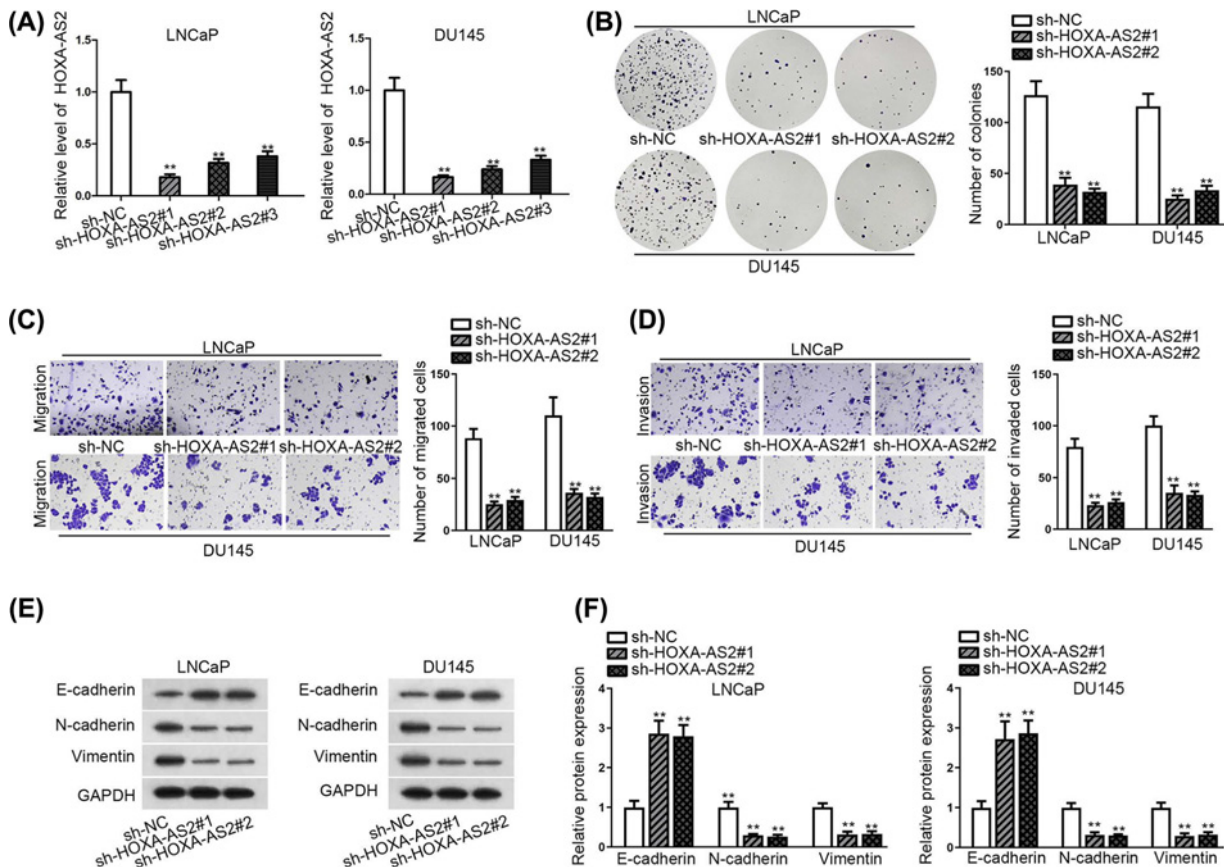 (A)
LNCaP
Relative level of HOXA-AS2
1.5
1.0
0.5
0.0
**
**
**
sh-NC
sh-HOXA-AS2#1
sh-HOXA-AS2#2
sh-HOXA-AS2#3
DU145
Relative level of HOXA-AS2
1.5
1.0
0.5
0.0
**
**
**
sh-NC
sh-HOXA-AS2#1
sh-HOXA-AS2#2
sh-HOXA-AS2#3
(B)
LNCaP
sh-NC sh-HOXA-AS2#1 sh-HOXA-AS2#2
DU145
sh-NC
sh-HOXA-AS2#1
sh-HOXA-AS2#2
Number of colonies
150
100
50
0
** **
** **
LNCaP DU145
(C)
LNCaP
Migration
sh-NC sh-HOXA-AS2#1 sh-HOXA-AS2#2
Migration
DU145
sh-NC
sh-HOXA-AS2#1
sh-HOXA-AS2#2
Number of migrated cells
150
100
50
0
** **
** **
LNCaP DU145
(D)
LNCaP
Invasion
sh-NC sh-HOXA-AS2#1 sh-HOXA-AS2#2
Invasion
DU145
sh-NC
sh-HOXA-AS2#1
sh-HOXA-AS2#2
Number of invaded cells
150
100
50
0
** **
** **
LNCaP DU145
(E)
LNCaP
E-cadherin
N-cadherin
Vimentin
GAPDH
sh-NC
sh-HOXA-AS2#1
sh-HOXA-AS2#2
DU145
E-cadherin
N-cadherin
Vimentin
GAPDH
sh-NC
sh-HOXA-AS2#1
sh-HOXA-AS2#2
(F)
sh-NC
sh-HOXA-AS2#1
sh-HOXA-AS2#2
LNCaP
Relative protein expression
4
3
2
1
0
** **
** ** **
** **
E-cadherin N-cadherin Vimentin
sh-NC
sh-HOXA-AS2#1
sh-HOXA-AS2#2
DU145
Relative protein expression
4
3
2
1
0
** **
** **
** **
E-cadherin N-cadherin Vimentin